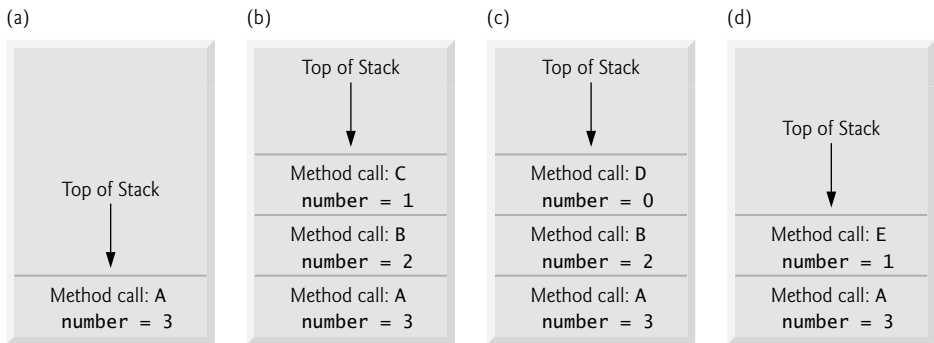 (a)
Top of Stack
Method call: A
number = 3
(b)
Top of Stack
Method call: C
number = 1
Method call: B
number = 2
Method call: A
number = 3
(c)
Top of Stack
Method call: D
number = 0
Method call: B
number = 2
Method call: A
number = 3
(d)
Top of Stack
Method call: E
number = 1
Method call: A
number = 3